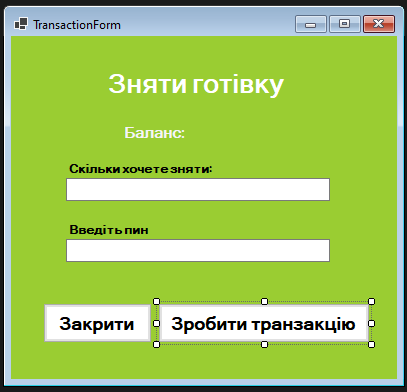 TransactionForm
Зняти готівку
Баланс:
Скільки хочете зняти:
Введіть пин
Закрити Зробити транзакцію